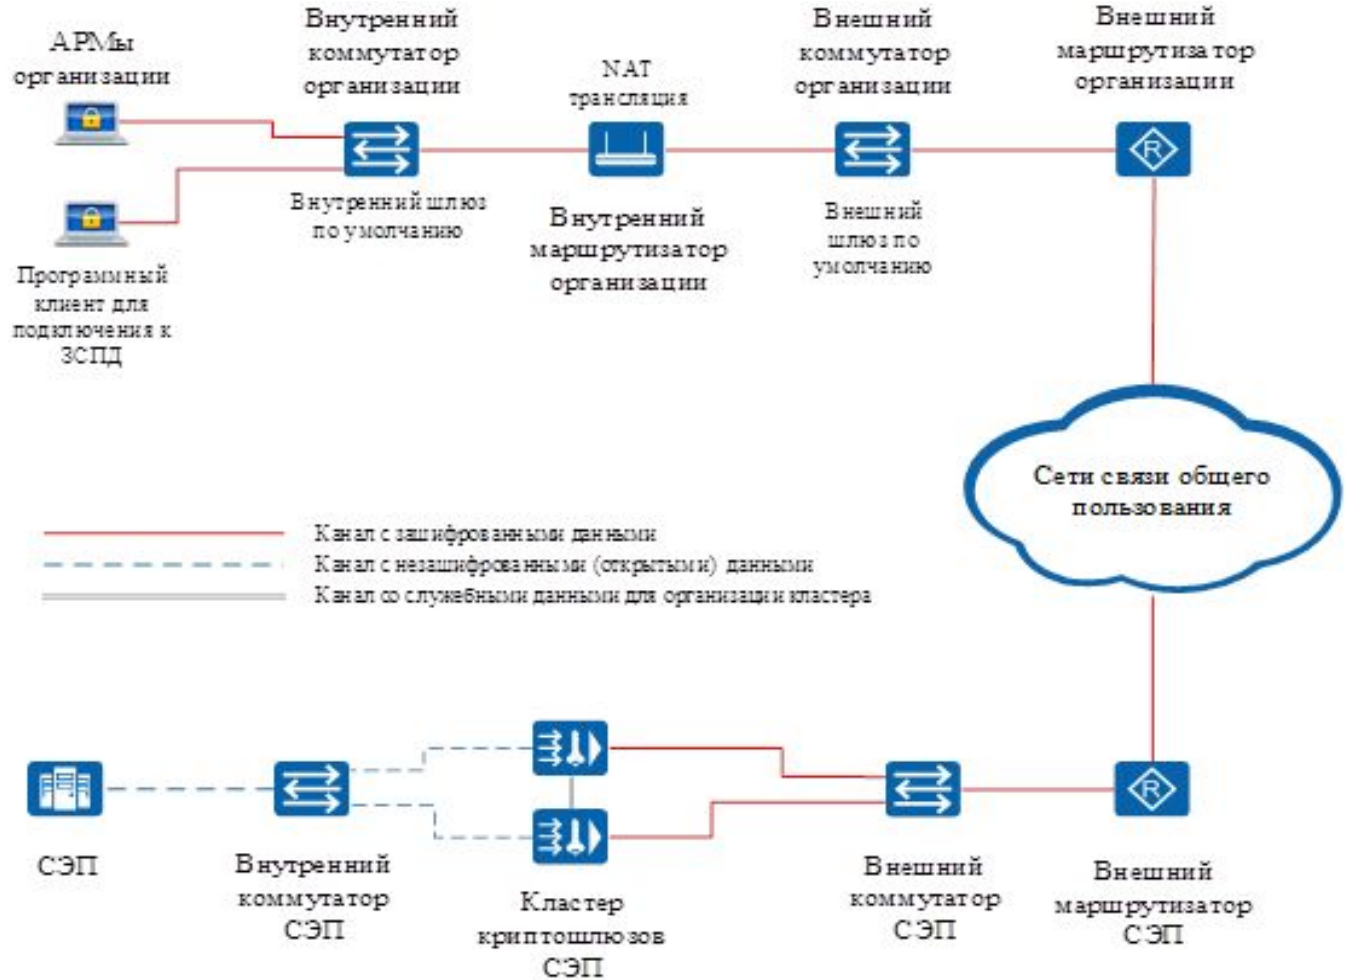 АРМы
организации
Внутренний
коммутатор
организации
NAT
трансляция
Внешний
коммутатор
организации
Внешний
маршрутизатор
организации
R
Внутренний шлюз
по умолчанию
Внутренний
маршрутизатор
организации
Внешний
шлюз по
умолчанию
Программный
клиент для
подключения к
ЗСПД
Сети связи общего
пользования
Канал с зашифрованными данными
Канал с незашифрованными (открытыми) данными
Канал со служебными данными для организации кластера
R
СЭП
Внутренний
коммутатор
СЭП
Кластер
криптошлюзов
СЭП
Внешний
коммутатор
СЭП
Внешний
маршрутизатор
СЭП